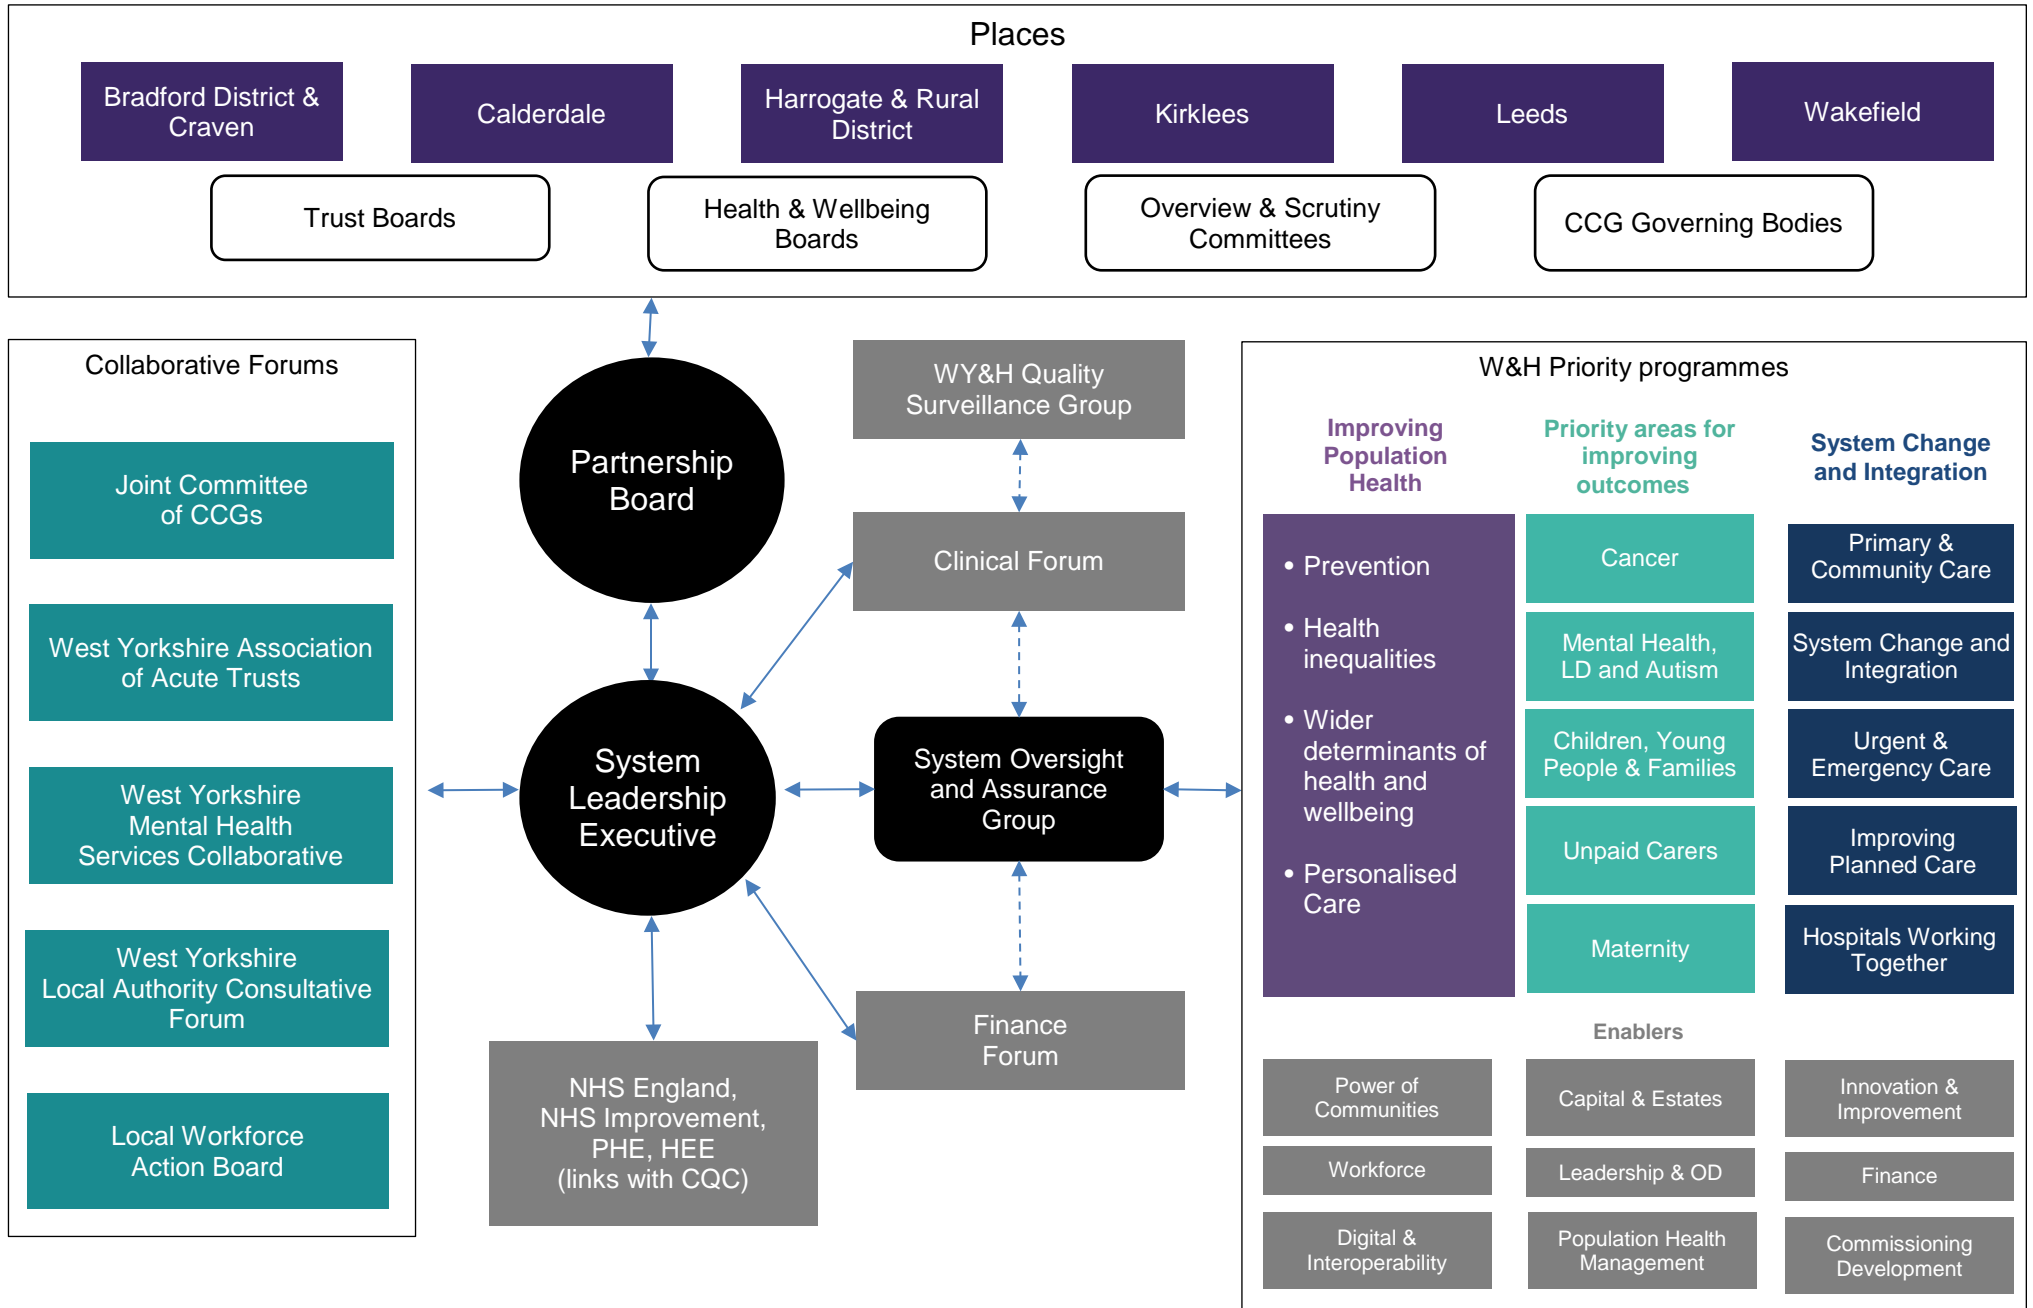 Places
Bradford District &
Craven
Calderdale
Harrogate & Rural
District
Kirklees
Leeds
Wakefield
Trust Boards
Health & Wellbeing
Boards
Overview & Scrutiny
Committees
CCG Governing Bodies
Collaborative Forums
Joint Committee
of CCGs
West Yorkshire Association
of Acute Trusts
West Yorkshire
Mental Health
Services Collaborative
West Yorkshire
Local Authority Consultative
Forum
Local Workforce
Action Board
Partnership
Board
System
Leadership
Executive
NHS England,
NHS Improvement,
PHE, HEE
(links with CQC)
WY&H Quality
Surveillance Group
Clinical Forum
System Oversight
and Assurance
Group
Finance
Forum
W&H Priority programmes
Improving
Population
Health
• Prevention
• Health
inequalities
• Wider
determinants of
health and
wellbeing
• Personalised
Care
Priority areas for
improving
outcomes
Cancer
Mental Health,
LD and Autism
Children, Young
People & Families
Unpaid Carers
Maternity
System Change
and Integration
Primary &
Community Care
System Change and
Integration
Urgent &
Emergency Care
Improving
Planned Care
Hospitals Working
Together
Enablers
Power of
Communities
Capital & Estates
Innovation &
Improvement
Workforce
Leadership & OD
Finance
Digital &
Interoperability
Population Health
Management
Commissioning
Development